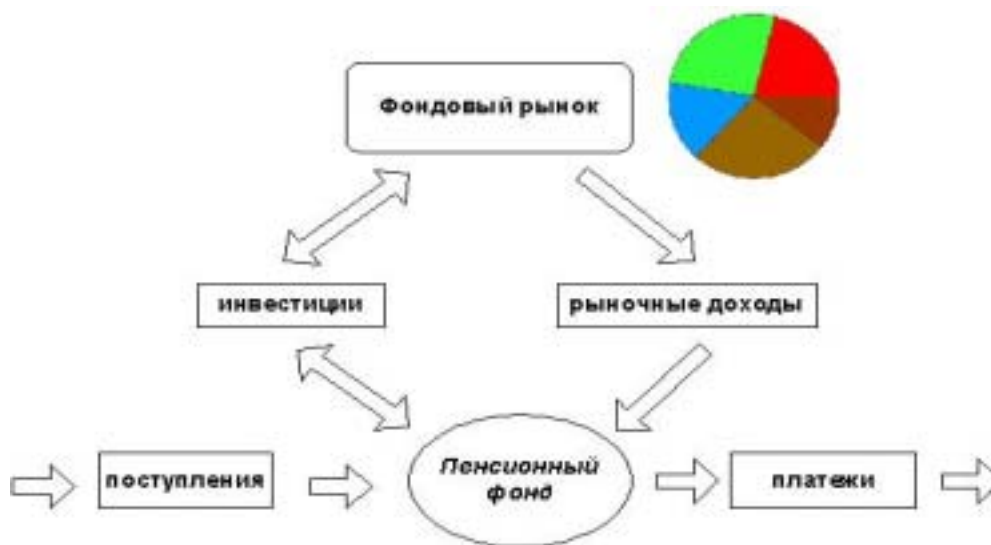 Фондовый рынок
инвестиции
рыночные доходы
поступления
Пенсионный
фонд
платежи